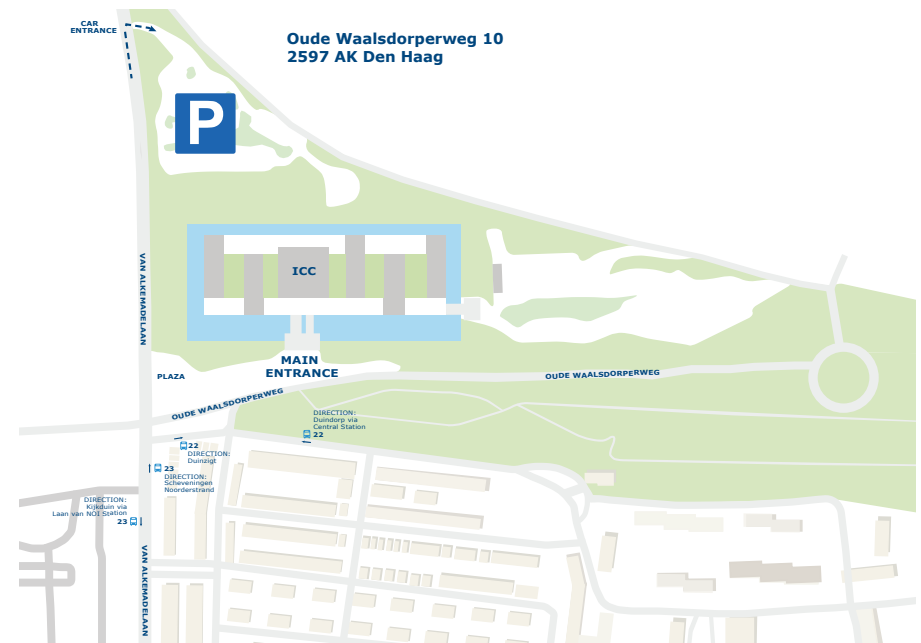 CAR
ENTRANCE
Oude Waalsdorperweg 10
2597 AK Den Haag
P
VAN ALKEMADELAAN
ICC
MAIN
ENTRANCE
PLAZA
OUDE WAALSDORPERWEG
OUDE WAALSDORPERWEG
DIRECTION:
Duindorp via
Central Station
22
22
DIRECTION:
Duinzigt
23
DIRECTION:
Scheveningen
Noorderstrand
DIRECTION:
Kijkduin via
Laan van NOI Station
23
VAN ALKEMADELAAN